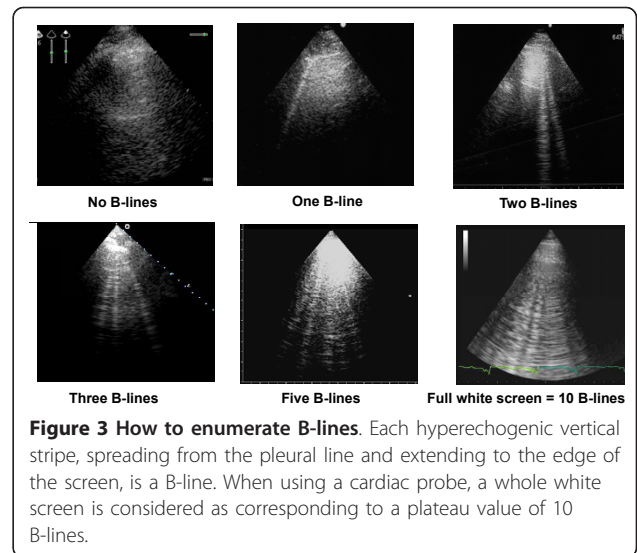 No B-lines
One B-line
Two B-lines
Three B-lines
Five B-lines
Full white screen = 10 B-lines
Figure 3 How to enumerate B-lines. Each hyperechogenic vertical
stripe, spreading from the pleural line and extending to the edge of
the screen, is a B-line. When using a cardiac probe, a whole white
screen is considered as corresponding to a plateau value of 10
B-lines.